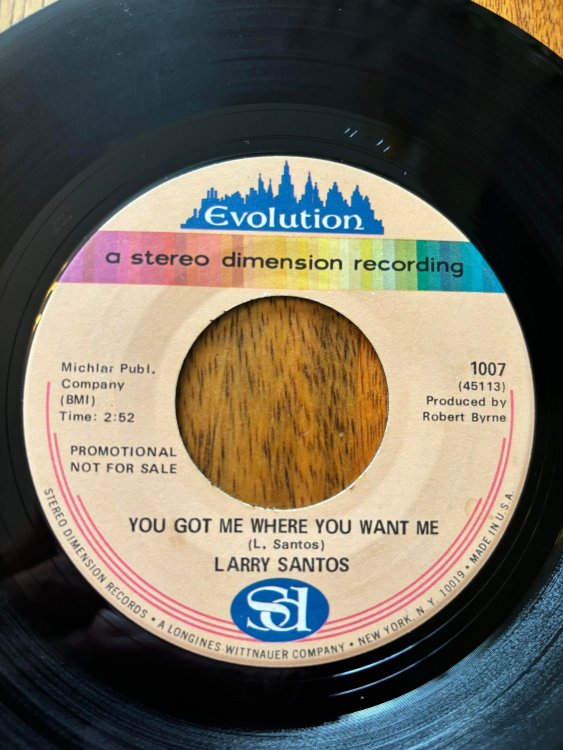 Evolution
a stereo dimension recording
Michlar Publ.
Company
(BMI)
Time: 2:52
1007
(45113)
Produced by
Robert Byrne
PROMOTIONAL
NOT FOR SALE
YOU GOT ME WHERE YOU WANT ME
(L. Santos)
LARRY SANTOS
Sd
STEREO DIMENSION RECORDS • A LONGINES-WITTNAUER COMPANY • NEW YORK, N. Y. 10019 • MADE IN U.S.A.